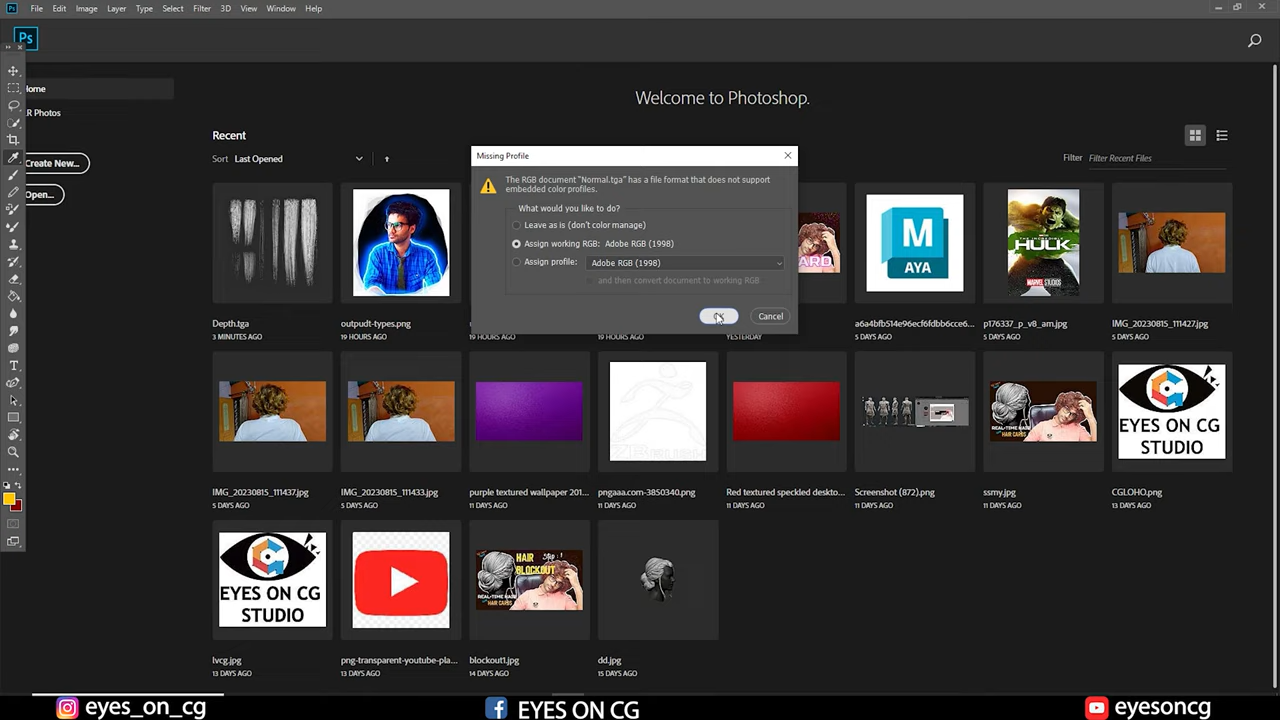 Ps
File Edit Image Layer Type Select Filter 3D View Window Help
Ps
Welcome to Photoshop.
ome
R Photos
Create New...
Open...
Recent
Sort Last Opened
Filter Filter Recent Files
Missing Profile
The RGB document "Normal.tga" has a file format that does not support
embedded color profiles.
What would you like to do?
Leave as is (don't color manage)
Assign working RGB: Adobe RGB (1998)
Assign profile: Adobe RGB (1998)
and then convert document to working RGB
Cancel
M
AYA
HULK
MARVEL STUDIOS
Depth.tga
3 MINUTES AGO
outpudt-types.png
19 HOURS AGO
19 HOURS AGO
19 HOURS AGO
YESTERDAY
a6a4bfb514e96ecf6fdbb6cce6...
5 DAYS AGO
p176337_p_v8_am.jpg
5 DAYS AGO
IMG_20230815_111427.jpg
5 DAYS AGO
EYES ON CG
STUDIO
IMG_20230815_111437.jpg
5 DAYS AGO
IMG_20230815_111433.jpg
5 DAYS AGO
purple textured wallpaper 201...
11 DAYS AGO
pngaaa.com-3850340.png
11 DAYS AGO
Red textured speckled deskto...
11 DAYS AGO
Screenshot (872).png
11 DAYS AGO
ssmy.jpg
11 DAYS AGO
CGLOHO.png
13 DAYS AGO
EYES ON CG
STUDIO
HAIR
BLOCKOUT
REAL-TIME HAIR
HAIR CARDS
lvcg.jpg
13 DAYS AGO
png-transparent-youtube-pla...
13 DAYS AGO
blockout1.jpg
14 DAYS AGO
dd.jpg
15 DAYS AGO
eyes_on_cg
EYES ON CG
eyesoncg